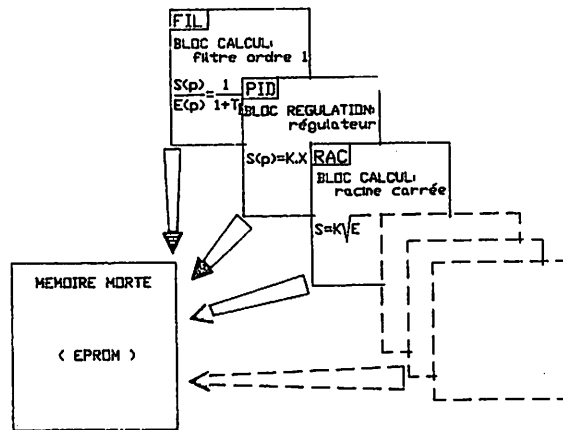 FIL
BLOC CALCUL:
filtre ordre 1
S(p)/E(p)=1/1+T
PID
BLOC REGULATION:
régulateur
S(p)=K.X
RAC
BLOC CALCUL:
racine carrée
S=K√E
MEMOIRE MORTE
( EPROM )